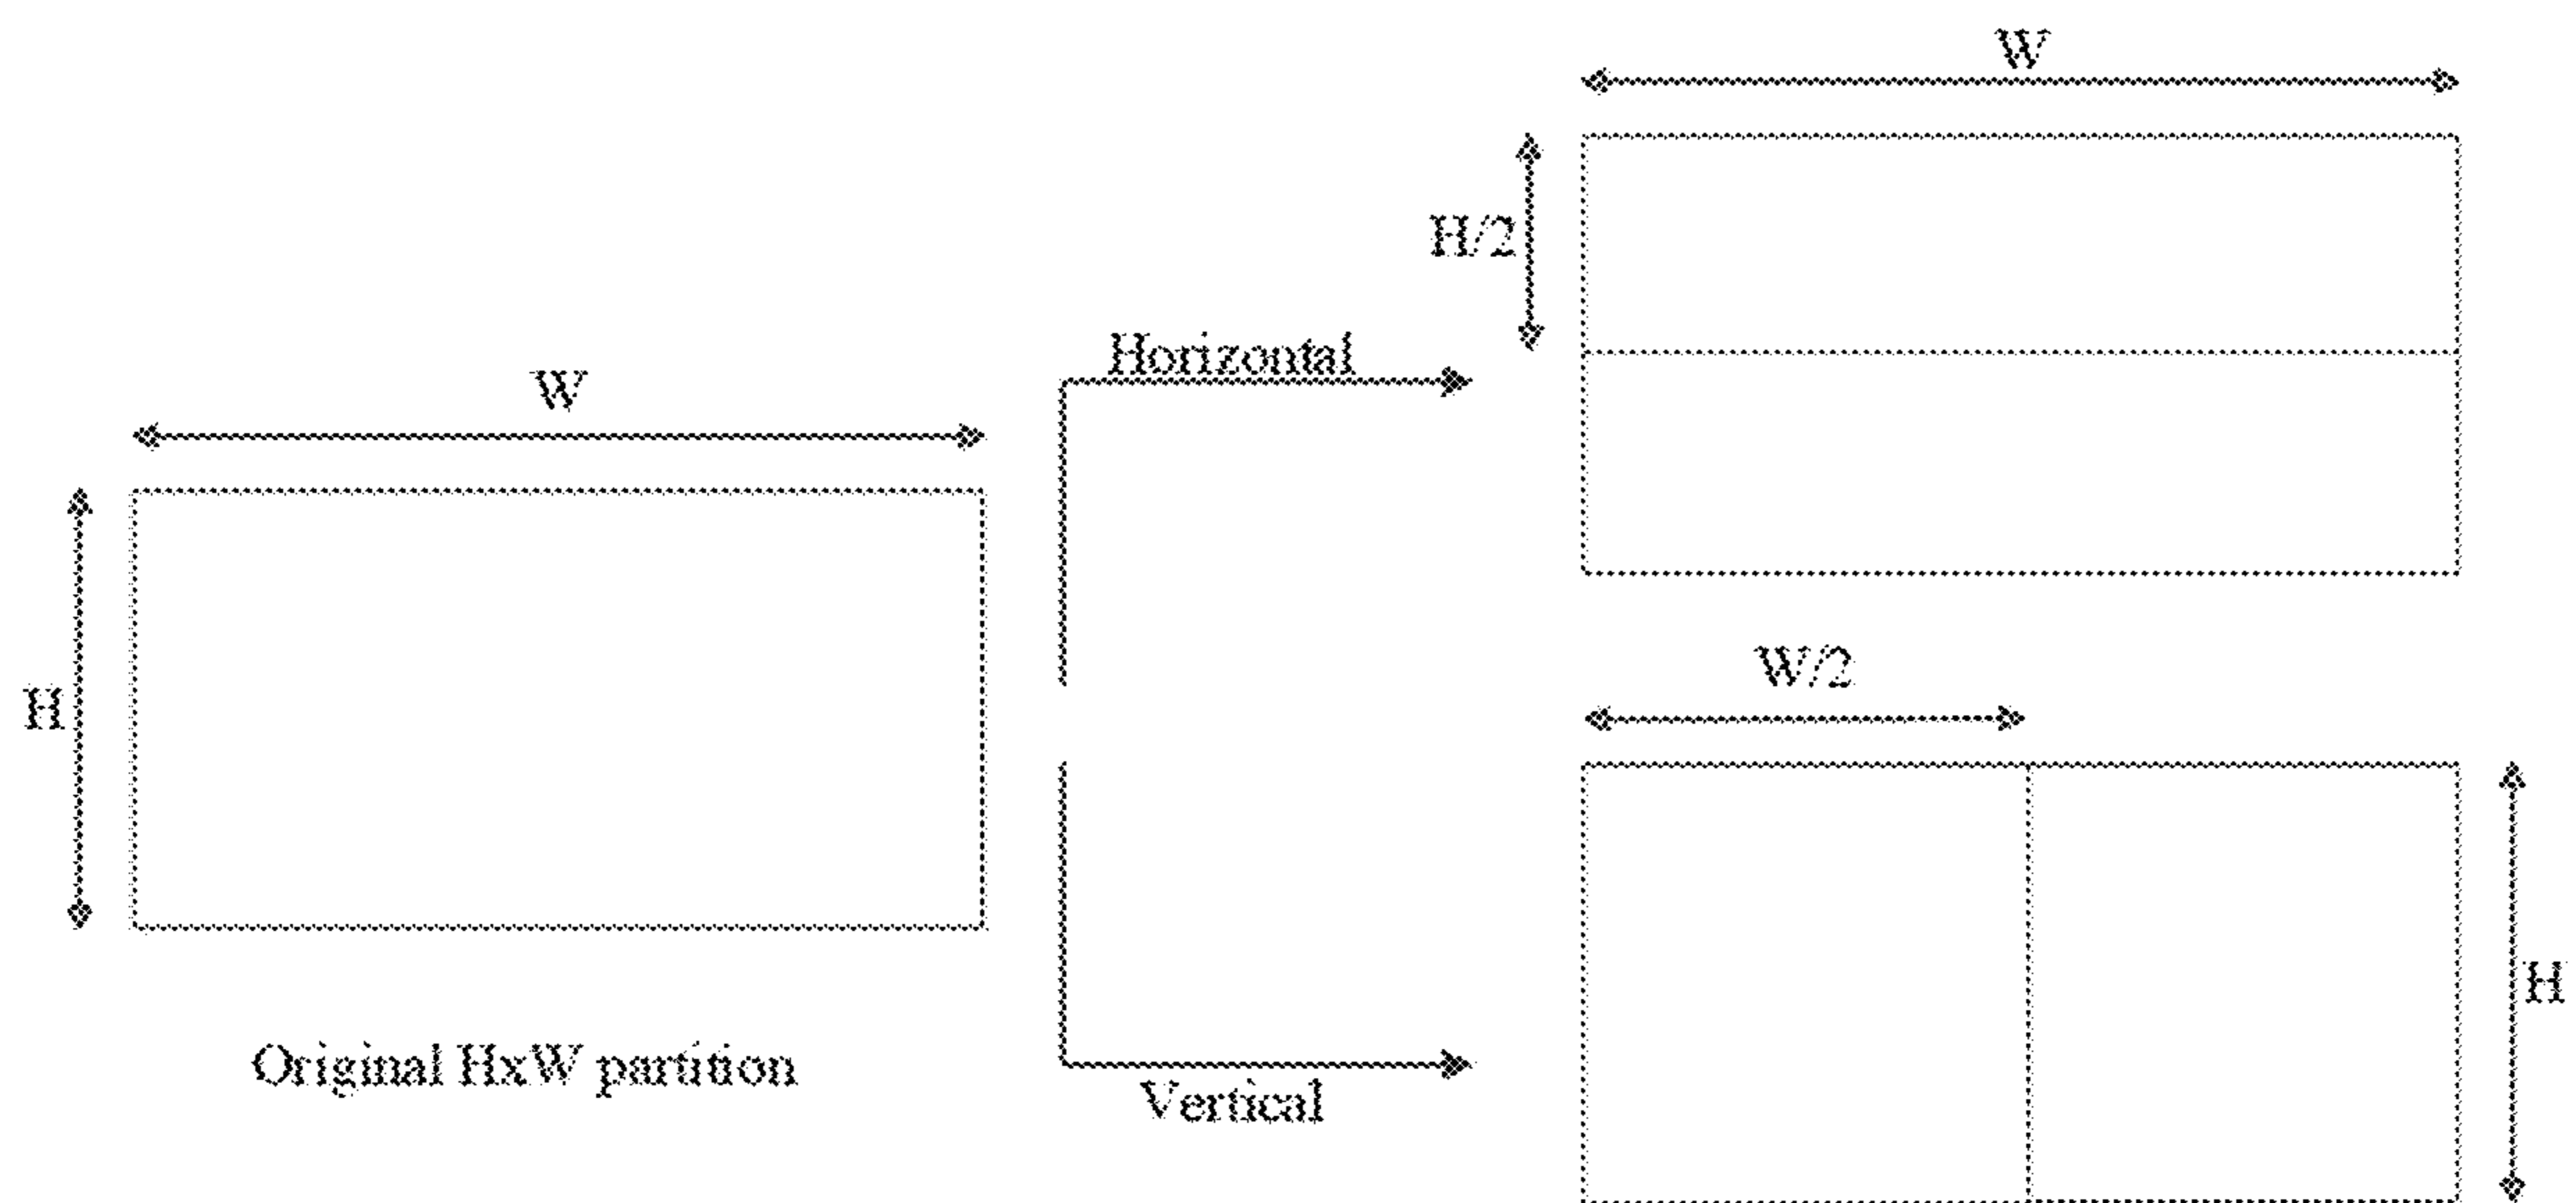 W
H/2
Horizontal
W
H
W/2
H
Original HxW partition
Vertical